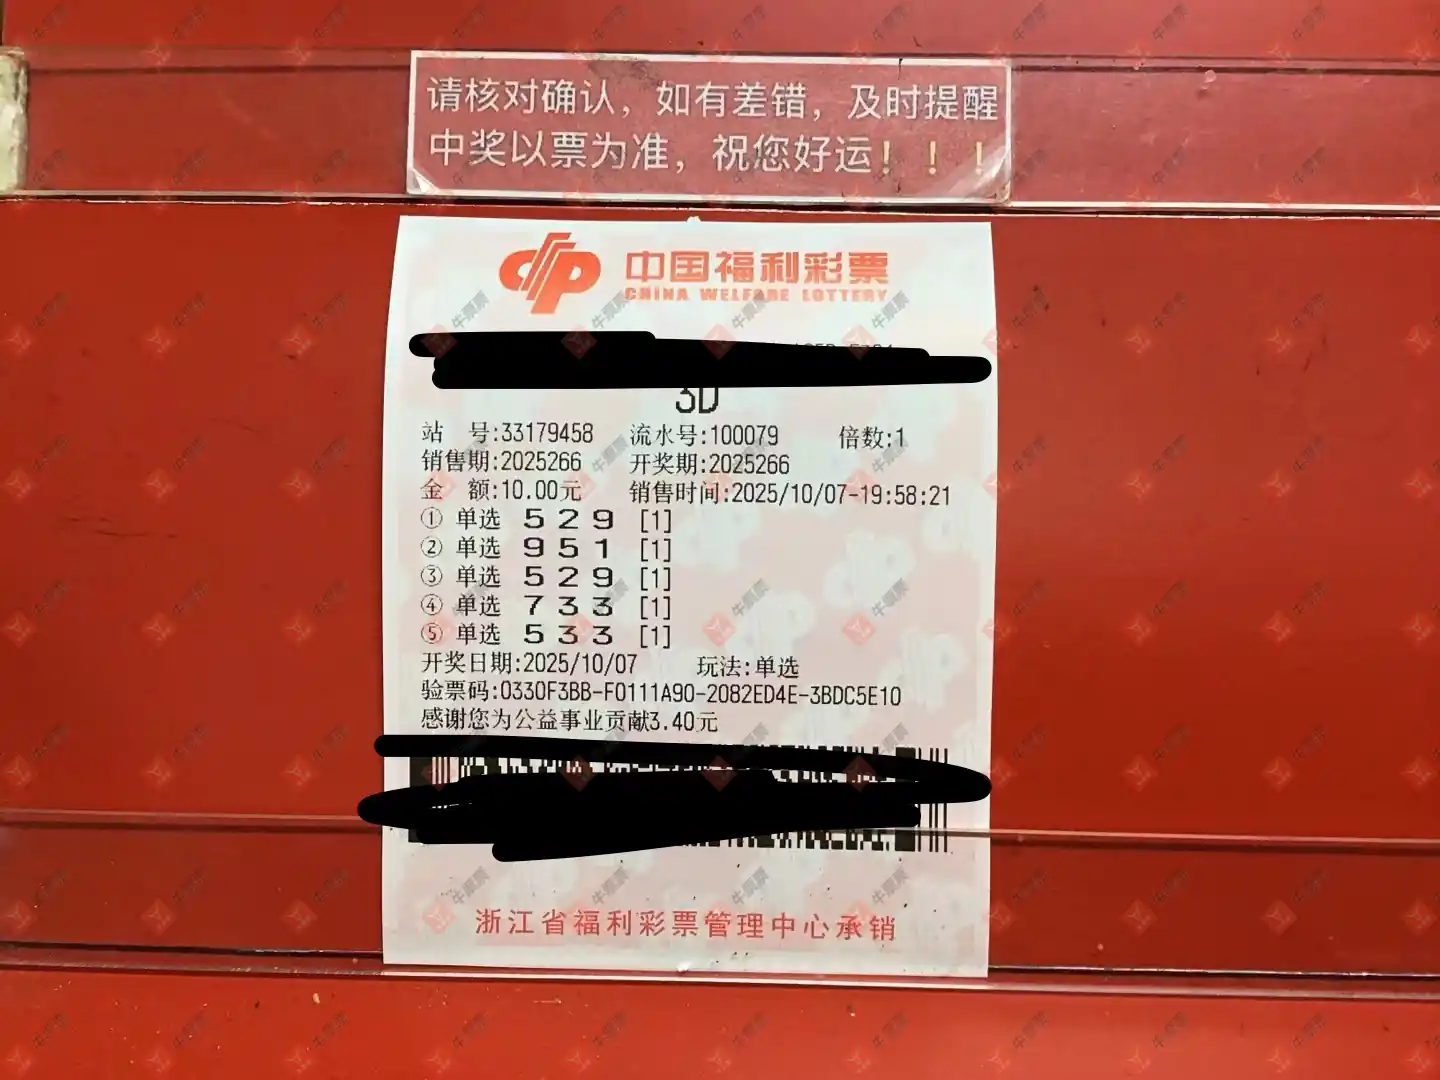 请核对确认，如有差错，及时提醒
中奖以票为准，祝您好运！！！
中国福利彩票
CHINA WELFARE LOTTERY
3D
站 号:33179458 流水号:100079 倍数:1
销售期:2025266 开奖期:2025266
金 额:10.00元 销售时间:2025/10/07-19:58:21
① 单选 5 2 9 [1]
② 单选 9 5 1 [1]
③ 单选 5 2 9 [1]
④ 单选 7 3 3 [1]
⑤ 单选 5 3 3 [1]
开奖日期:2025/10/07 玩法:单选
验票码:0330F3BB-F0111A90-2082ED4E-3BDC5E10
感谢您为公益事业贡献3.40元
浙江省福利彩票管理中心承销